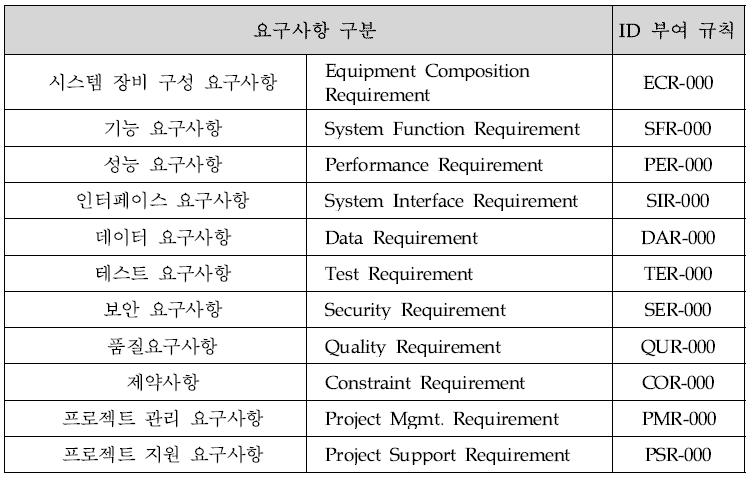 요구사항 구분 ID 부여 규칙
시스템 장비 구성 요구사항 Equipment Composition Requirement ECR-000
기능 요구사항 System Function Requirement SFR-000
성능 요구사항 Performance Requirement PER-000
인터페이스 요구사항 System Interface Requirement SIR-000
데이터 요구사항 Data Requirement DAR-000
테스트 요구사항 Test Requirement TER-000
보안 요구사항 Security Requirement SER-000
품질요구사항 Quality Requirement QUR-000
제약사항 Constraint Requirement COR-000
프로젝트 관리 요구사항 Project Mgmt. Requirement PMR-000
프로젝트 지원 요구사항 Project Support Requirement PSR-000